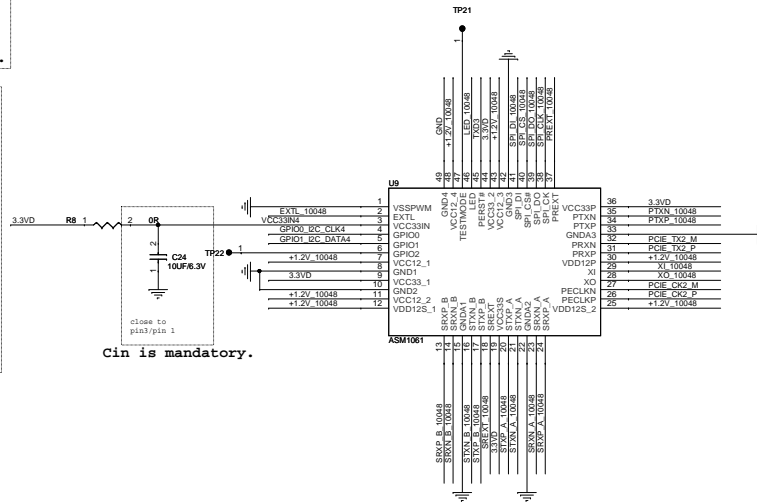 TP21
1
GND
+1.2V_10048
LED_10048
TXD3
3.3VD
+1.2V_10048
SPI_DI_10048
SPI_CS_10048
SPI_DO_10048
SPI_CLK_10048
PREXT_10048
49 48 47 46 45 44 43 42 41 40 39 38 37
U9
GND4
VCC12_4
TESTMODE
LED
PERST#
VCC33_2
VCC12_3
GND3
SPI_DI
SPI_CS#
SPI_DO
SPI_CK
PREXT
1 VSSPWM
EXTL_10048 2 EXTL
VCC33IN4 3 VCC33IN
GPIO0_I2C_CLK4 4 GPIO0
GPIO1_I2C_DATA4 5 GPIO1
TP22 1 6 GPIO2
+1.2V_10048 7 VCC12_1
8 GND1
3.3VD 9 VCC33_1
10 GND2
+1.2V_10048 11 VCC12_2
+1.2V_10048 12 VDD12S_1
VCC33P 36 3.3VD
PTXN 35 PTXN_10048
PTXP 34 PTXP_10048
GNDA3 33
PRXN 32 PCIE_TX2_M
PRXP 31 PCIE_TX2_P
VDD12P 30 +1.2V_10048
XI 29 XI_10048
XO 28 XO_10048
PECLKN 27 PCIE_CK2_M
PECLKP 26 PCIE_CK2_P
VDD12S_2 25 +1.2V_10048
3.3VD R8 1 2 0R
2
C24
10UF/6.3V
1
close to
pin3/pin 1
Cin is mandatory.
SRXP_B
SRXN_B
GNDA1
STXN_B
STXP_B
SREXT
VCC33S
STXP_A
STXN_A
GNDA2
SRXN_A
SRXP_A
ASM1061
13 14 15 16 17 18 19 20 21 22 23 24
SRXP_B_10048
SRXN_B_10048
STXN_B_10048
STXP_B_10048
SREXT_10048
3.3VD
STXP_A_10048
STXN_A_10048
SRXN_A_10048
SRXP_A_10048